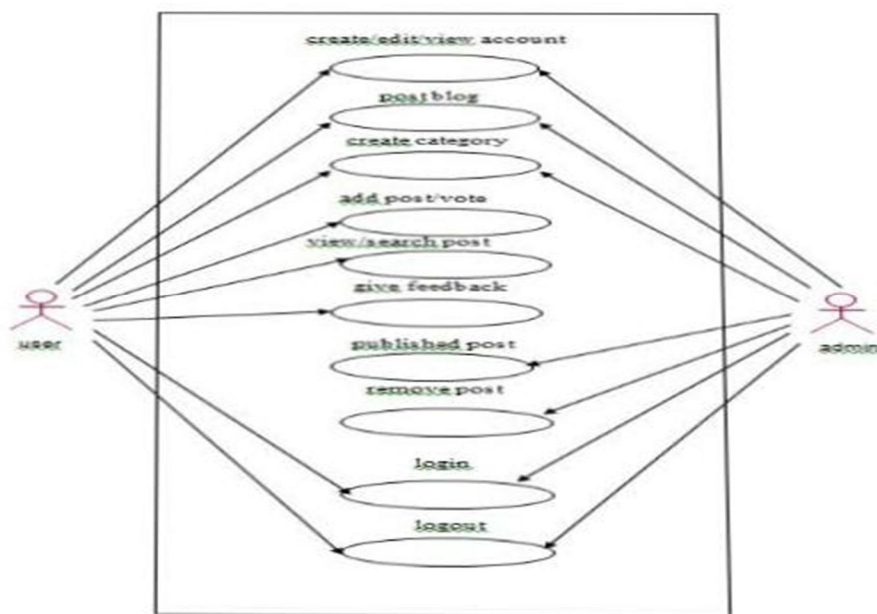 create/edit/view account
post blog
create category
add post/vote
view/search post
give feedback
published post
user
admin
remove post
login
logout